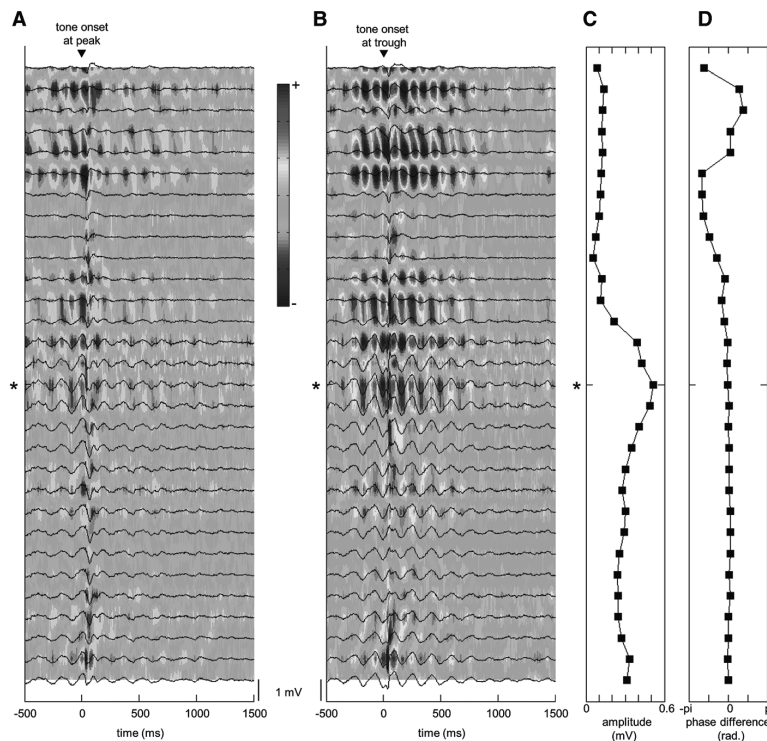 A B C D
tone onset
at peak
tone onset
at trough
+
-
* * *
1 mV
-500 0 500 1000 1500
time (ms)
-500 0 500 1000 1500
time (ms)
0 0.6
amplitude
(mV)
-pi 0 p
phase difference
(rad.)